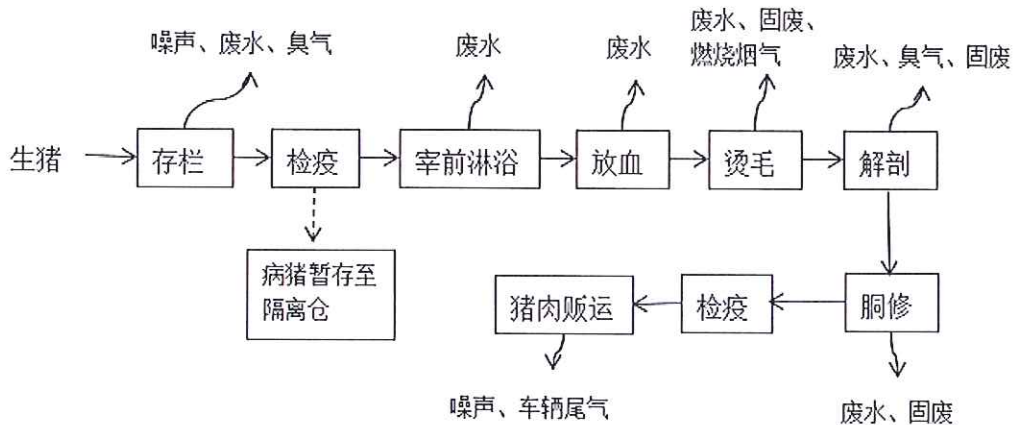 噪声、废水、臭气
废水
废水
废水、固废、
燃烧烟气
废水、臭气、固废
生猪
存栏
检疫
宰前淋浴
放血
烫毛
解剖
病猪暂存至
隔离仓
猪肉贩运
检疫
胴修
噪声、车辆尾气
废水、固废